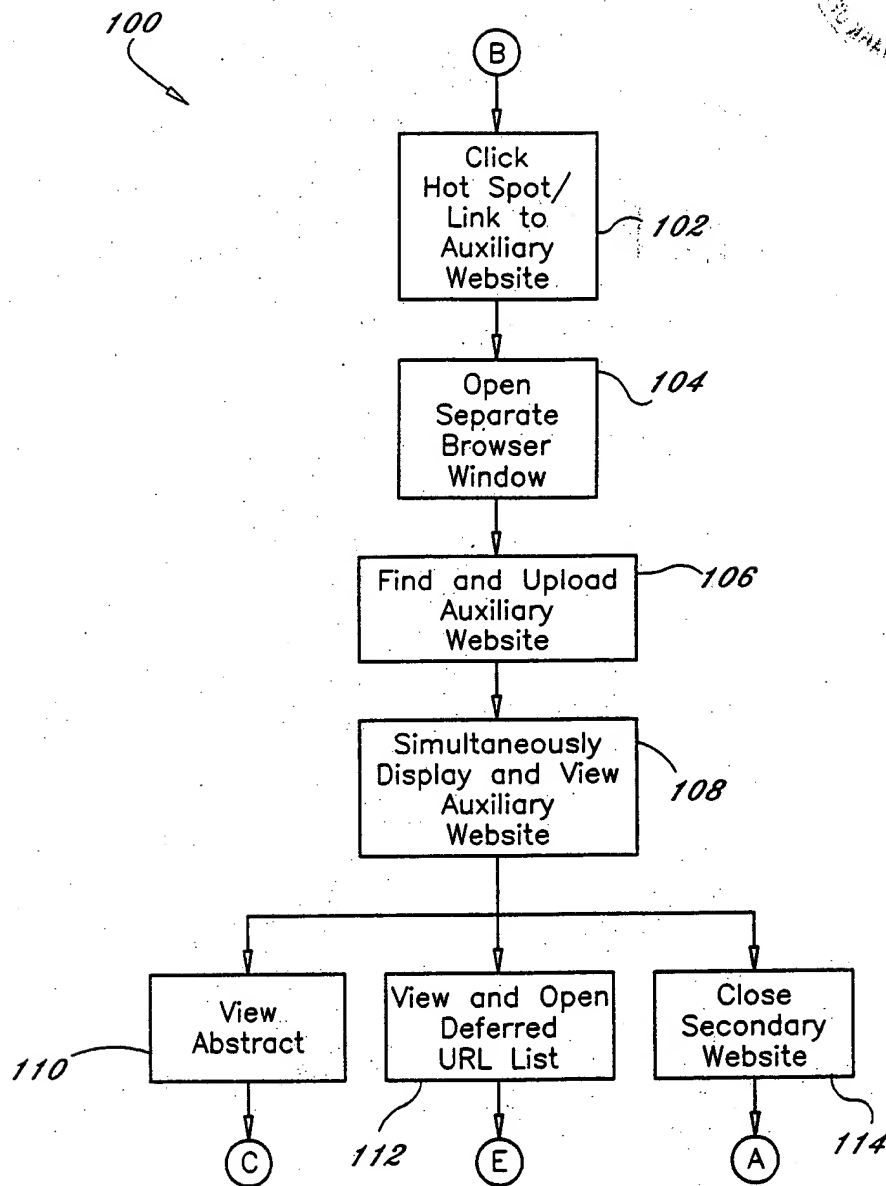 100
B
Click
Hot Spot/
Link to
Auxiliary
Website
102
Open
Separate
Browser
Window
104
Find and Upload
Auxiliary
Website
106
Simultaneously
Display and View
Auxiliary
Website
108
View
Abstract
110
View and Open
Deferred
URL List
112
Close
Secondary
Website
114
C
E
A